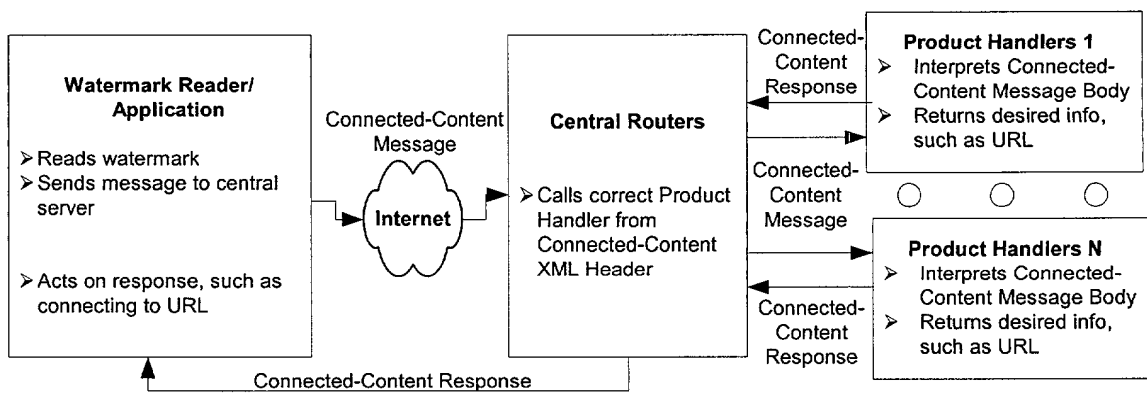 Watermark Reader/
Application
➢ Reads watermark
➢ Sends message to central
server
➢ Acts on response, such as
connecting to URL
Connected-Content
Message
Internet
Central Routers
➢ Calls correct Product
Handler from
Connected-Content
XML Header
Connected-
Content
Response
Connected-
Content
Message
Connected-
Content
Response
Product Handlers 1
➢ Interprets Connected-
Content Message Body
➢ Returns desired info,
such as URL
Product Handlers N
➢ Interprets Connected-
Content Message Body
➢ Returns desired info,
such as URL
Connected-Content Response